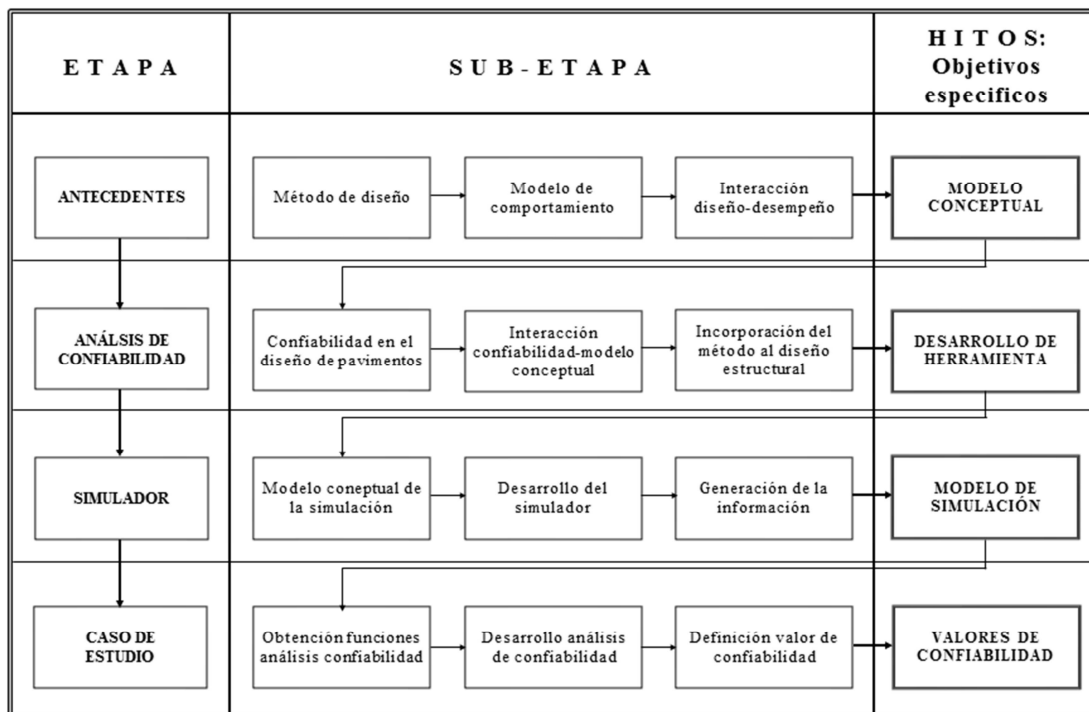 E T A P A
S U B - E T A P A
H I T O S:
Objetivos
especificos
ANTECEDENTES
Método de diseño
Modelo de
comportamiento
Interacción
diseño-desempeño
MODELO
CONCEPTUAL
ANÁLSIS DE
CONFIABILIDAD
Confiabilidad en el
diseño de pavimentos
Interacción
confiabilidad-modelo
conceptual
Incorporación del
método al diseño
estructural
DESARROLLO DE
HERRAMIENTA
SIMULADOR
Modelo coneptual de
la simulación
Desarrollo del
simulador
Generación de la
información
MODELO DE
SIMULACIÓN
CASO DE
ESTUDIO
Obtención funciones
análisis confiabilidad
Desarrollo análisis
de confiabilidad
Definición valor de
confiabilidad
VALORES DE
CONFIABILIDAD